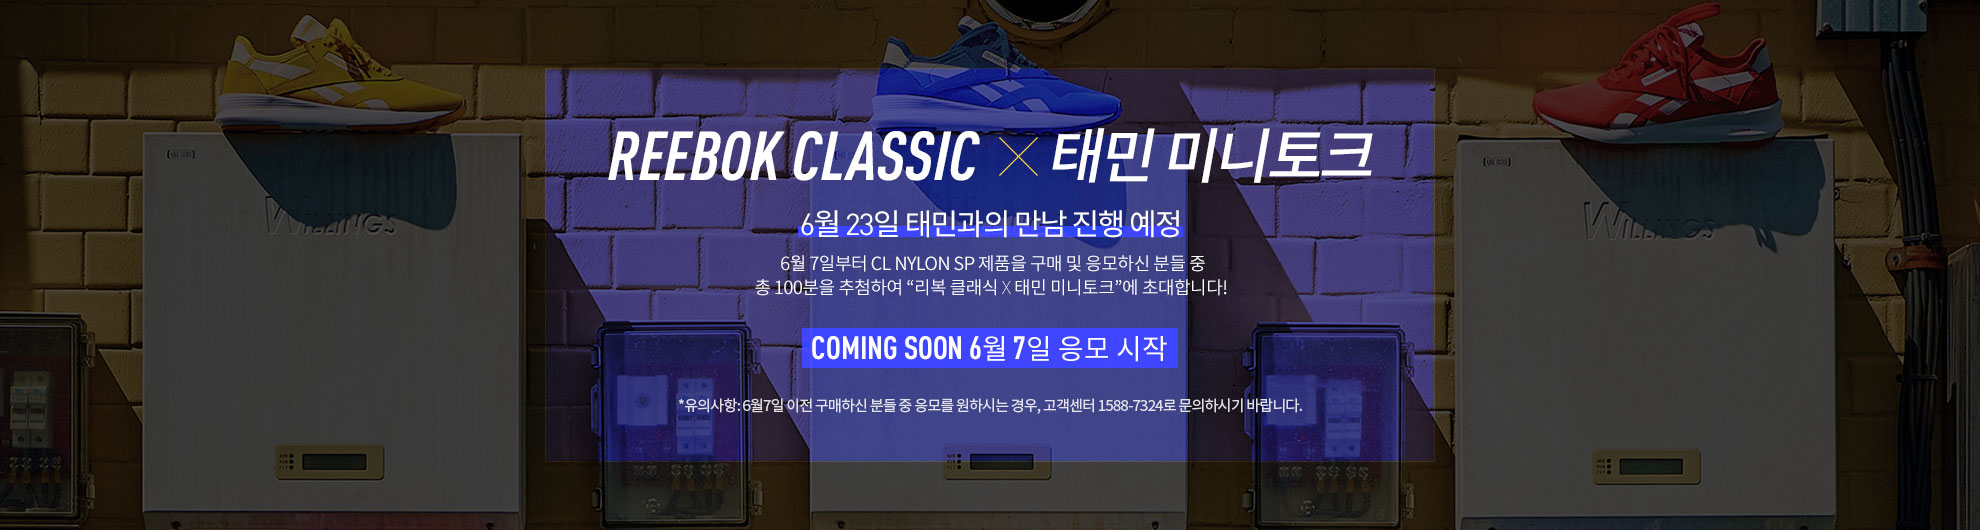 REEBOK CLASSIC X 태민 미니토크
6월 23일 태민과의 만남 진행 예정
6월 7일부터 CL NYLON SP 제품을 구매 및 응모하신 분들 중
총 100분을 추첨하여 “리복 클래식 X 태민 미니토크”에 초대합니다!
COMING SOON 6월 7일 응모 시작
*유의사항: 6월7일 이전 구매하신 분들 중 응모를 원하시는 경우, 고객센터 1588-7324로 문의하시기 바랍니다.
WILLINGS
WILLINGS